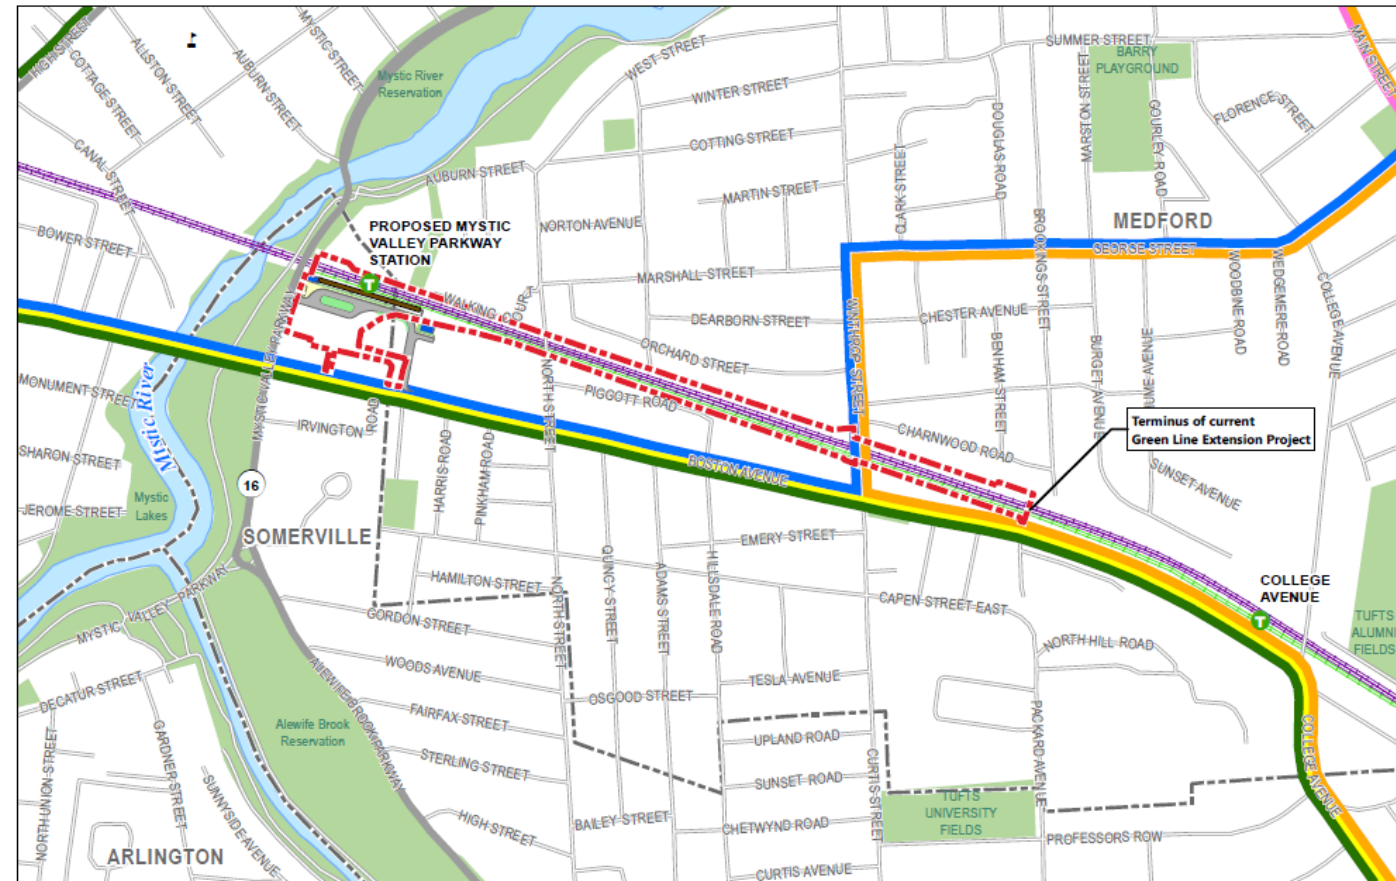 HIGH STREET
COTTAGE STREET
ALLSTON STREET
AUBURN STREET
MYSTIC STREET
Mystic River
Reservation
WEST STREET
WINTER STREET
COTTING STREET
SUMMER STREET
BARRY
PLAYGROUND
MAIN STREET
FLORENCE STREET
GOURLEY ROAD
MARSTON STREET
DOUGLAS ROAD
CLARK STREET
CANAL STREET
AUBURN STREET
MARTIN STREET
BOWER STREET
PROPOSED MYSTIC
VALLEY PARKWAY
STATION
T
NORTON AVENUE
MEDFORD
BROOKINGS STREET
GEORGE STREET
WOODBINE ROAD
WEDGEMERE ROAD
COLLEGE AVENUE
MARSHALL STREET
WALKING COURT
DEARBORN STREET
WINTHROP STREET
CHESTER AVENUE
BENHAM STREET
BURGET AVENUE
ORCHARD STREET
MYSTIC VALLEY PARKWAY
MONUMENT STREET
Mistic River
PIGGOTT ROAD
NORTH STREET
IRVINGTON
ROAD
HARRIS ROAD
PINKHAM ROAD
CHARNWOOD ROAD
Terminus of current
Green Line Extension Project
SHARON STREET
BOSTON AVENUE
SUNSET AVENUE
16
Mystic
Lakes
JEROME STREET
SOMERVILLE
EMERY STREET
HAMILTON STREET
NORTH STREET
QUINCY STREET
ADAMS STREET
HILLSDALE ROAD
CAPEN STREET EAST
COLLEGE
AVENUE
T
TUFTS
ALUMNI
FIELDS
MYSTIC VALLEY PARKWAY
GORDON STREET
NORTH HILL ROAD
WOODS AVENUE
TESLA AVENUE
DECATUR STREET
OSGOOD STREET
FAIRFAX STREET
ALEWIFE BROOK PARKWAY
PACKARD AVENUE
COLLEGE AVENUE
Alewife Brook
Reservation
UPLAND ROAD
STERLING STREET
SUNSET ROAD
CURTIS STREET
NORTH UNION STREET
GARDNER STREET
SUNNYSIDE AVENUE
TUFTS
UNIVERSITY
FIELDS
HIGH STREET
BAILEY STREET
CHETWYND ROAD
PROFESSORS ROW
ARLINGTON
CURTIS AVENUE